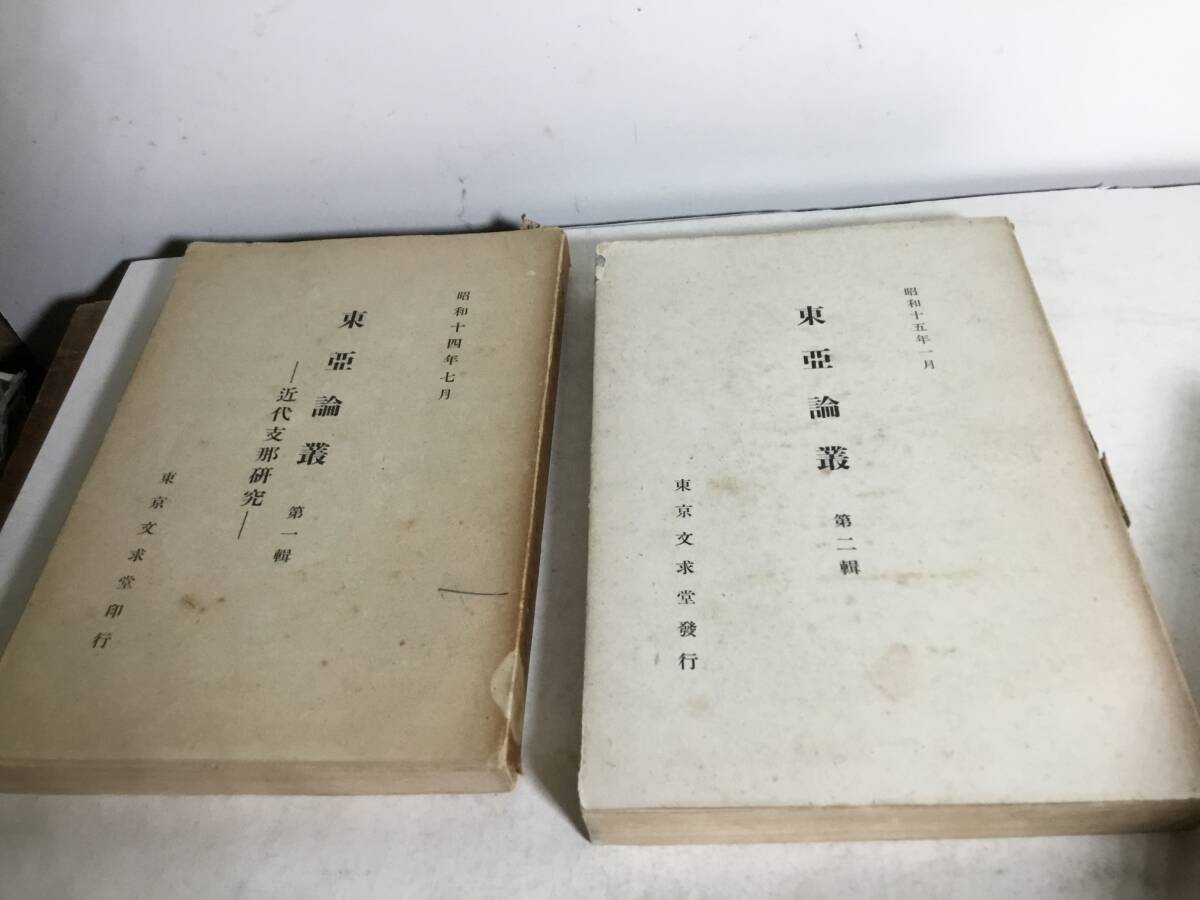 昭和十四年七月
東亞論叢 第一輯
―近代支那研究―
東京文求堂印行
昭和十五年一月
東亞論叢 第二輯
東京文求堂發行